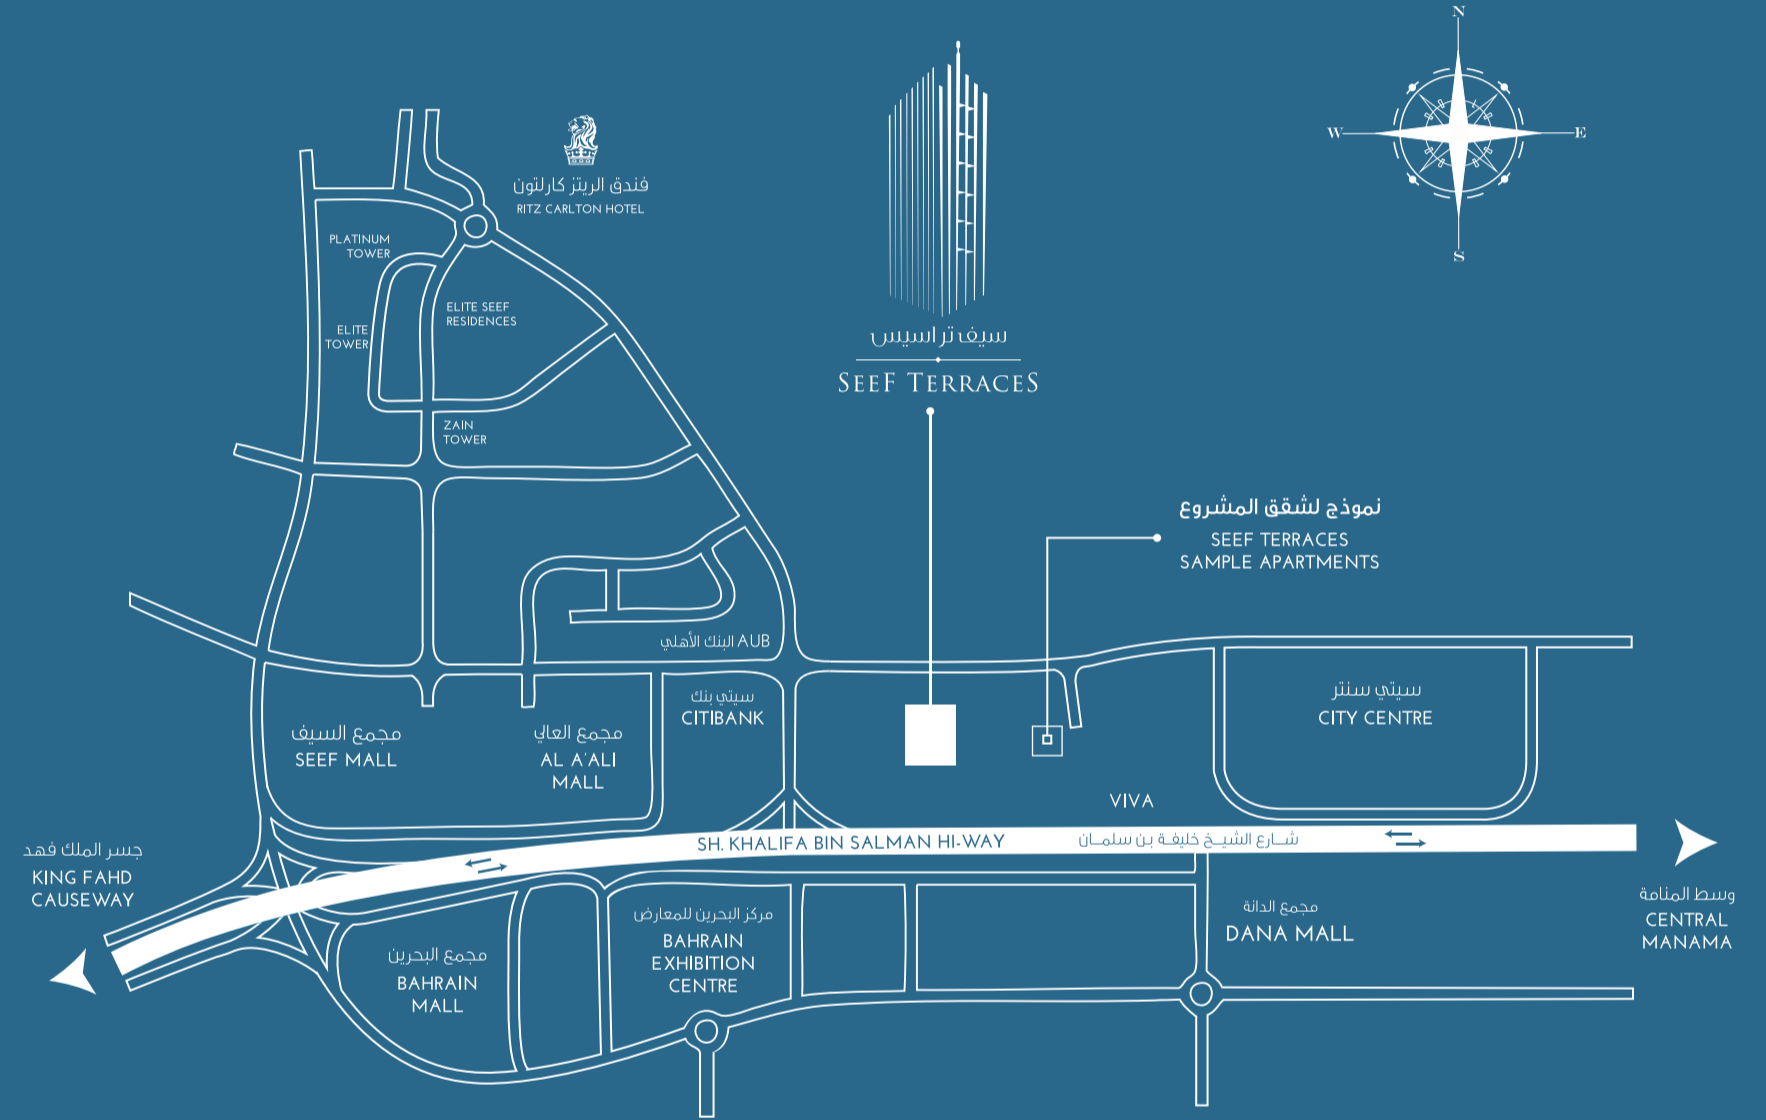 N
W
E
S
فندق الريتز كارلتون
RITZ CARLTON HOTEL
PLATINUM
TOWER
ELITE SEEF
RESIDENCES
ELITE
TOWER
ZAIN
TOWER
سيف تراسيس
SEEF TERRACES
نموذج لشقق المشروع
SEEF TERRACES
SAMPLE APARTMENTS
البنك الأهلي AUB
سيتي بنك
CITIBANK
سيتي سنتر
CITY CENTRE
مجمع السيف
SEEF MALL
مجمع العالي
AL A'ALI
MALL
VIVA
SH. KHALIFA BIN SALMAN HI-WAY
شارع الشيخ خليفة بن سلمان
جسر الملك فهد
KING FAHD
CAUSEWAY
وسط المنامة
CENTRAL
MANAMA
مجمع البحرين
BAHRAIN
MALL
مركز البحرين للمعارض
BAHRAIN
EXHIBITION
CENTRE
مجمع الدانة
DANA MALL